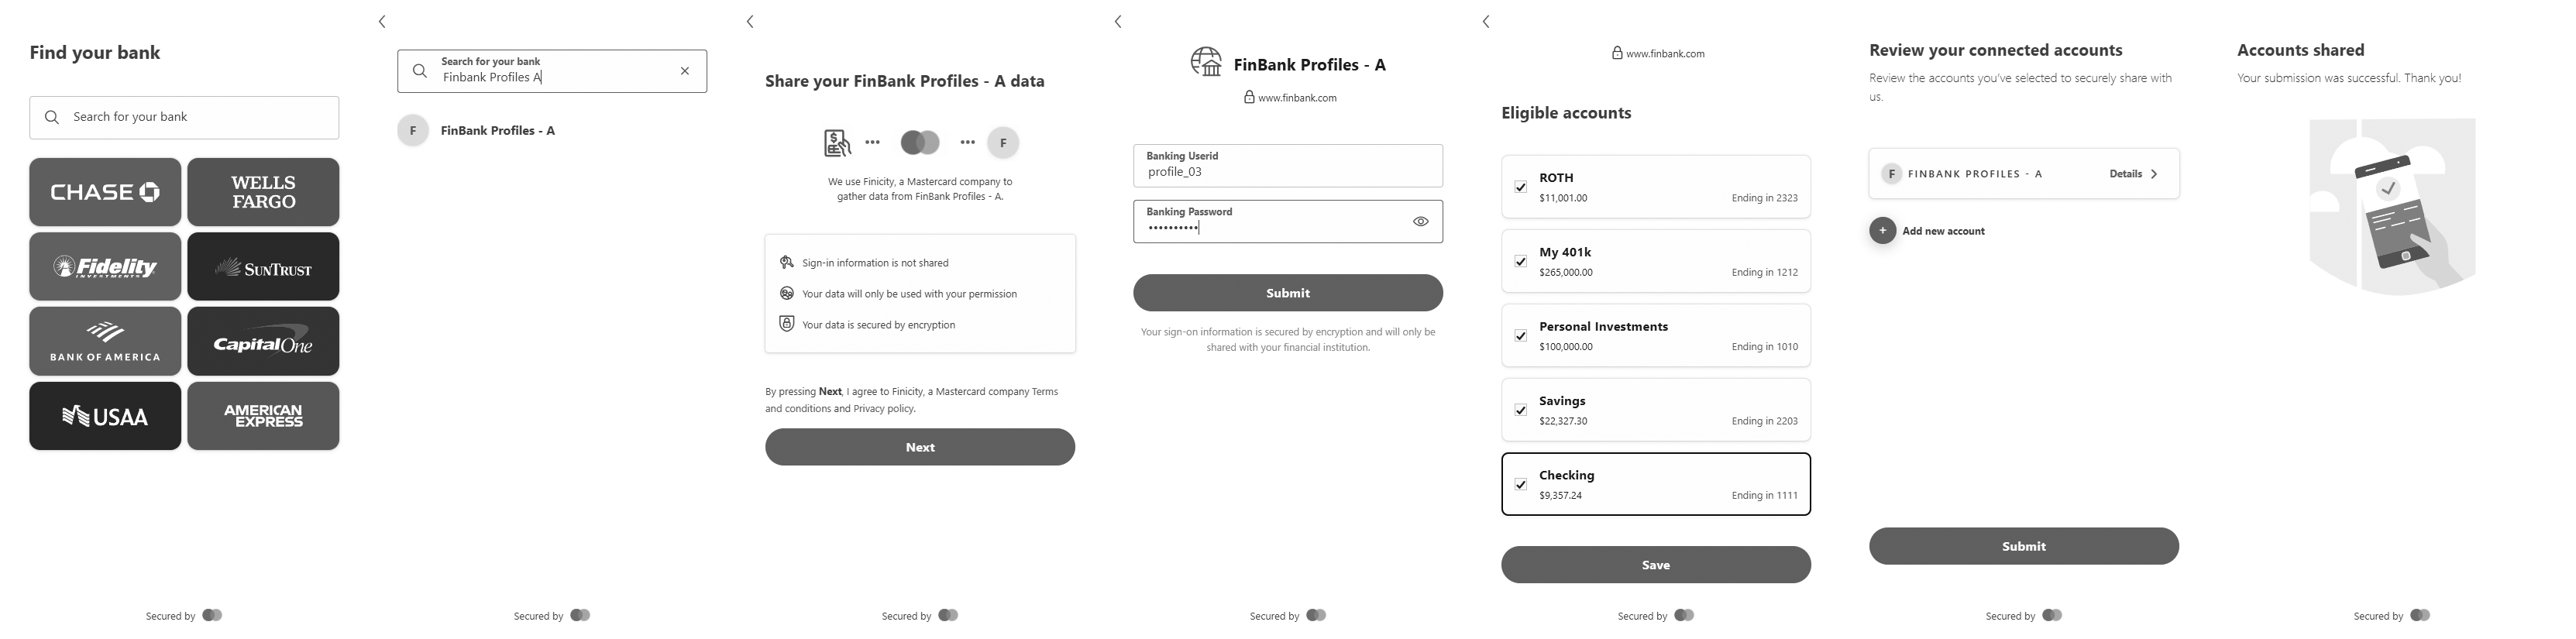 Find your bank
Search for your bank
CHASE
WELLS
FARGO
Fidelity
INVESTMENTS
SUNTRUST
BANK OF AMERICA
Capital One
USAA
AMERICAN
EXPRESS
Secured by
Search for your bank
Finbank Profiles A
F
FinBank Profiles - A
Secured by
Share your FinBank Profiles - A data
F
We use Finicity, a Mastercard company to
gather data from FinBank Profiles - A.
Sign-in information is not shared
Your data will only be used with your permission
Your data is secured by encryption
By pressing Next, I agree to Finicity, a Mastercard company Terms
and conditions and Privacy policy.
Next
Secured by
FinBank Profiles - A
www.finbank.com
Banking Userid
profile_03
Banking Password
••••••••••
Submit
Your sign-on information is secured by encryption and will only be
shared with your financial institution.
Secured by
www.finbank.com
Eligible accounts
ROTH
$11,001.00 Ending in 2323
My 401k
$265,000.00 Ending in 1212
Personal Investments
$100,000.00 Ending in 1010
Savings
$22,327.30 Ending in 2203
Checking
$9,357.24 Ending in 1111
Save
Secured by
Review your connected accounts
Review the accounts you've selected to securely share with
us.
F FINBANK PROFILES - A Details
Add new account
Submit
Secured by
Accounts shared
Your submission was successful. Thank you!
Secured by